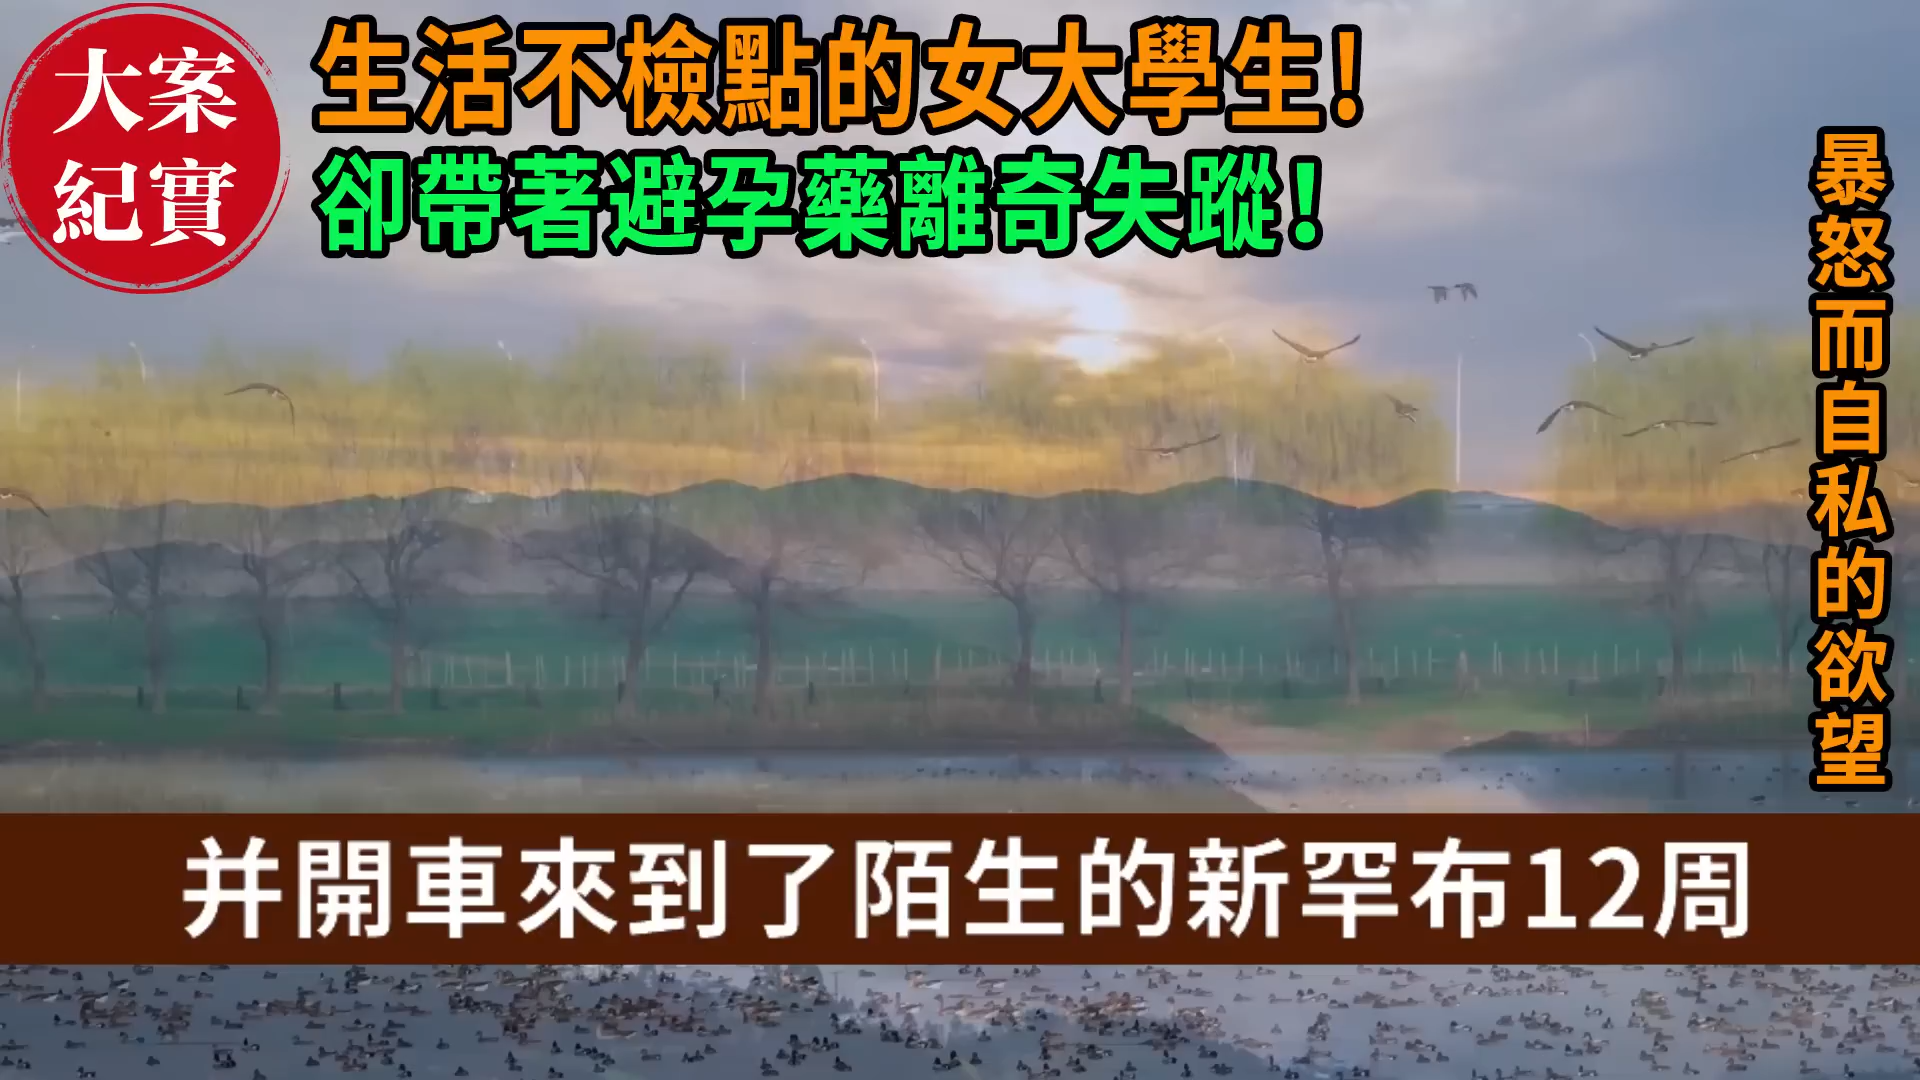 大案
紀實
生活不檢點的女大學生!
卻帶著避孕藥離奇失蹤!
暴怒而自私的欲望
并開車來到了陌生的新罕布12周